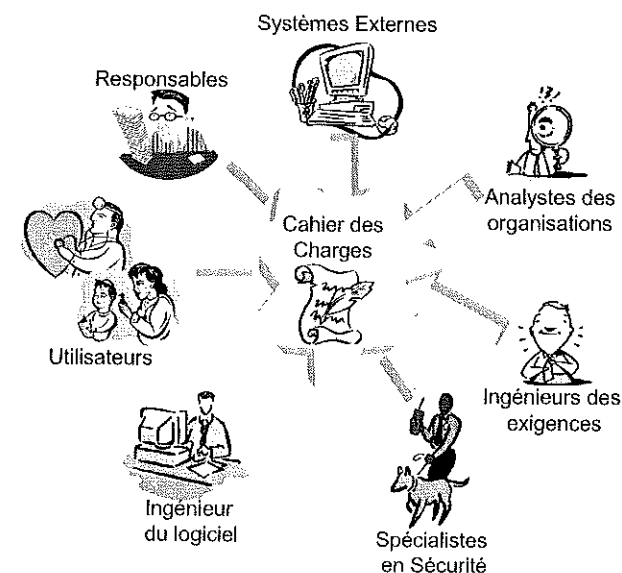 Systèmes Externes
Responsables
!?!
Analystes des
organisations
Cahier des
Charges
Utilisateurs
Ingénieurs des
exigences
Ingénieur
du logiciel
Spécialistes
en Sécurité